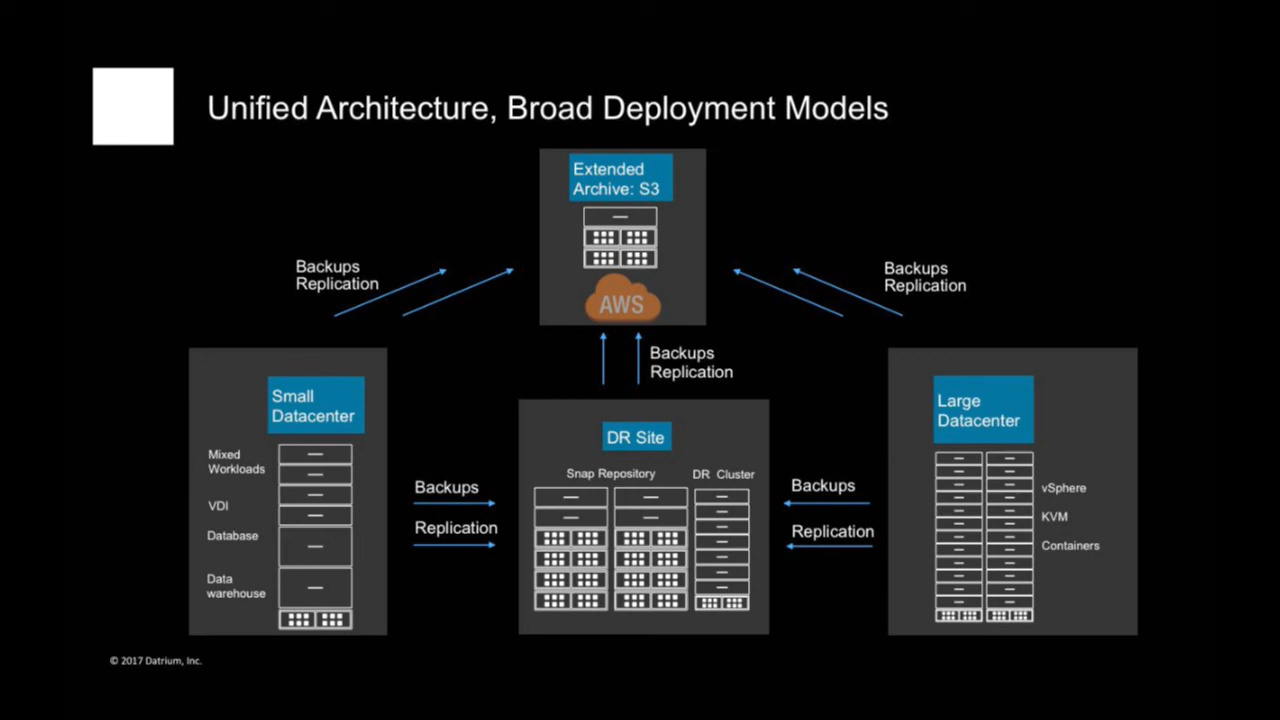 Unified Architecture, Broad Deployment Models
Extended
Archive: S3
AWS
Backups
Replication
Backups
Replication
Backups
Replication
Small
Datacenter
Mixed
Workloads
VDI
Database
Data
warehouse
Backups
Replication
DR Site
Snap Repository
DR Cluster
Backups
Replication
Large
Datacenter
vSphere
KVM
Containers
© 2017 Datrium, Inc.